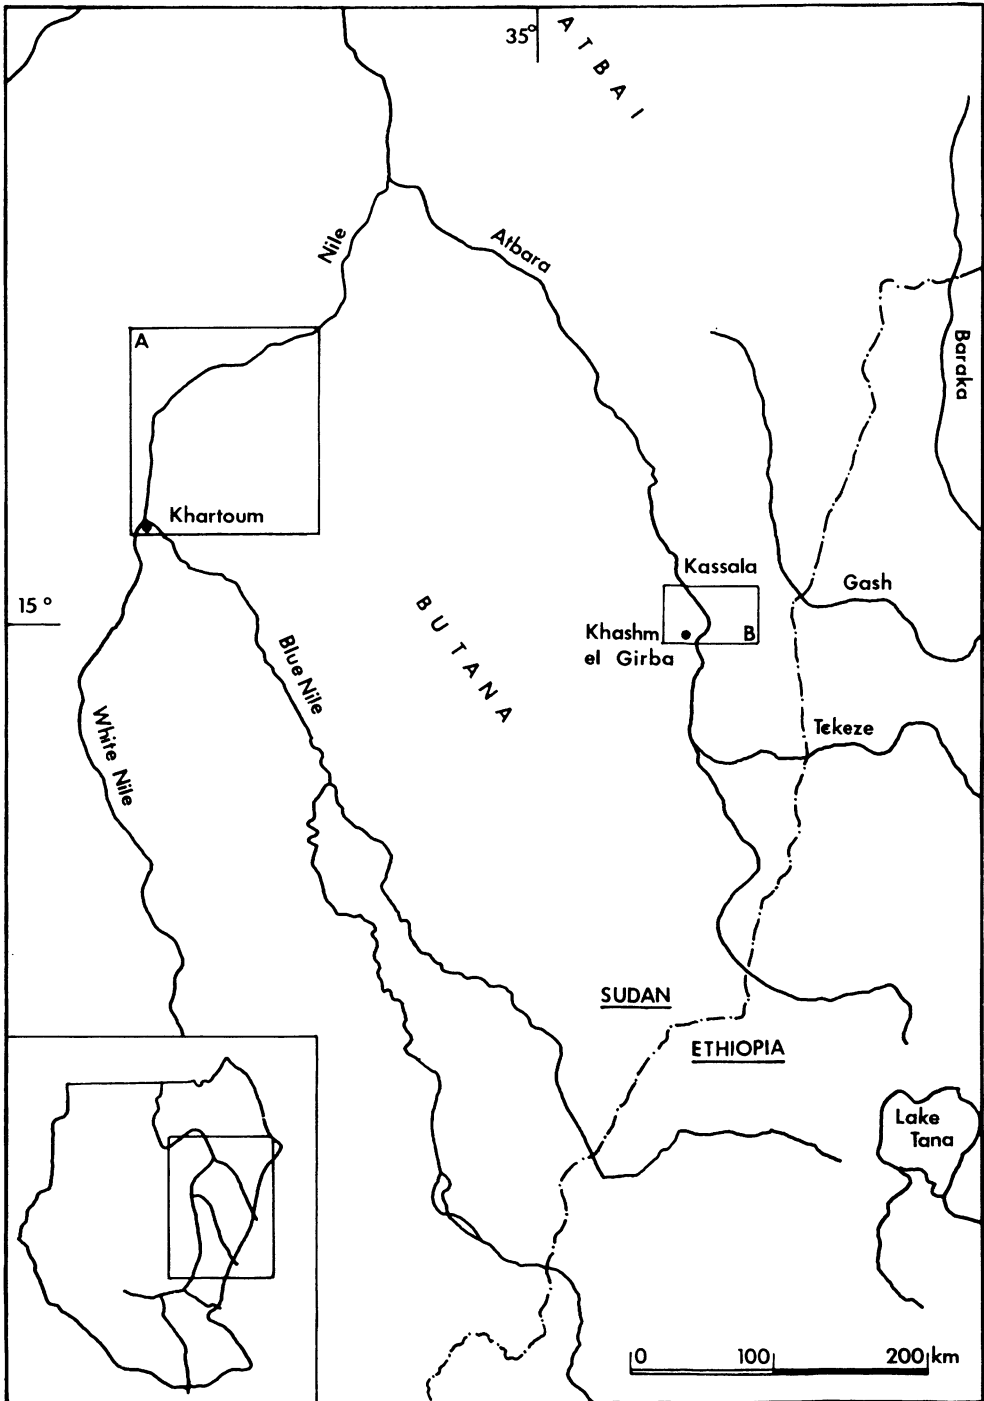 35°
ATBAI
Nile
Atbara
A
Baraka
Khartoum
Kassala
Gash
15°
B
Khashm
el Girba
BUTANA
Blue Nile
White Nile
Tekeze
SUDAN
ETHIOPIA
Lake
Tana
0 100 200 km